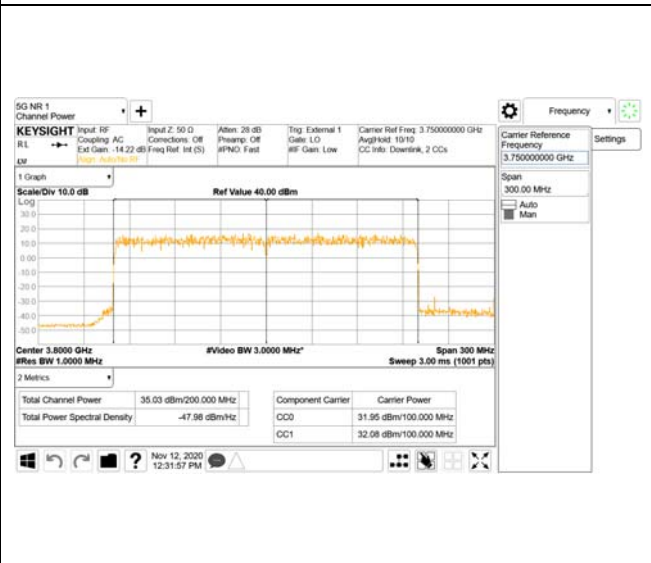 5G NR 1
Channel Power
Frequency
KEYSIGHT
Input: RF
Input Z: 50 Ω
Atten: 28 dB
Trig: External 1
Carrier Ref Freq: 3.750000000 GHz
RL
Coupling: AC
Corrections: Off
Preamp: Off
Gate: LO
Avg|Hold: 10/10
Ext Gain: -14.22 dB
Freq Ref: Int (S)
#PNO: Fast
#IF Gain: Low
CC Info: Downlink, 2 CCs
Align: Auto/No RF
Carrier Reference
Frequency
3.750000000 GHz
Settings
Span
300.00 MHz
Auto
Man
1 Graph
Scale/Div 10.0 dB
Ref Value 40.00 dBm
Log
30.0
20.0
10.0
0.00
-10.0
-20.0
-30.0
-40.0
-50.0
Center 3.8000 GHz
#Video BW 3.0000 MHz*
Span 300 MHz
#Res BW 1.0000 MHz
Sweep 3.00 ms (1001 pts)
2 Metrics
Total Channel Power
35.03 dBm/200.000 MHz
Total Power Spectral Density
-47.98 dBm/Hz
Component Carrier
Carrier Power
CC0
31.95 dBm/100.000 MHz
CC1
32.08 dBm/100.000 MHz
Nov 12, 2020
12:31:57 PM